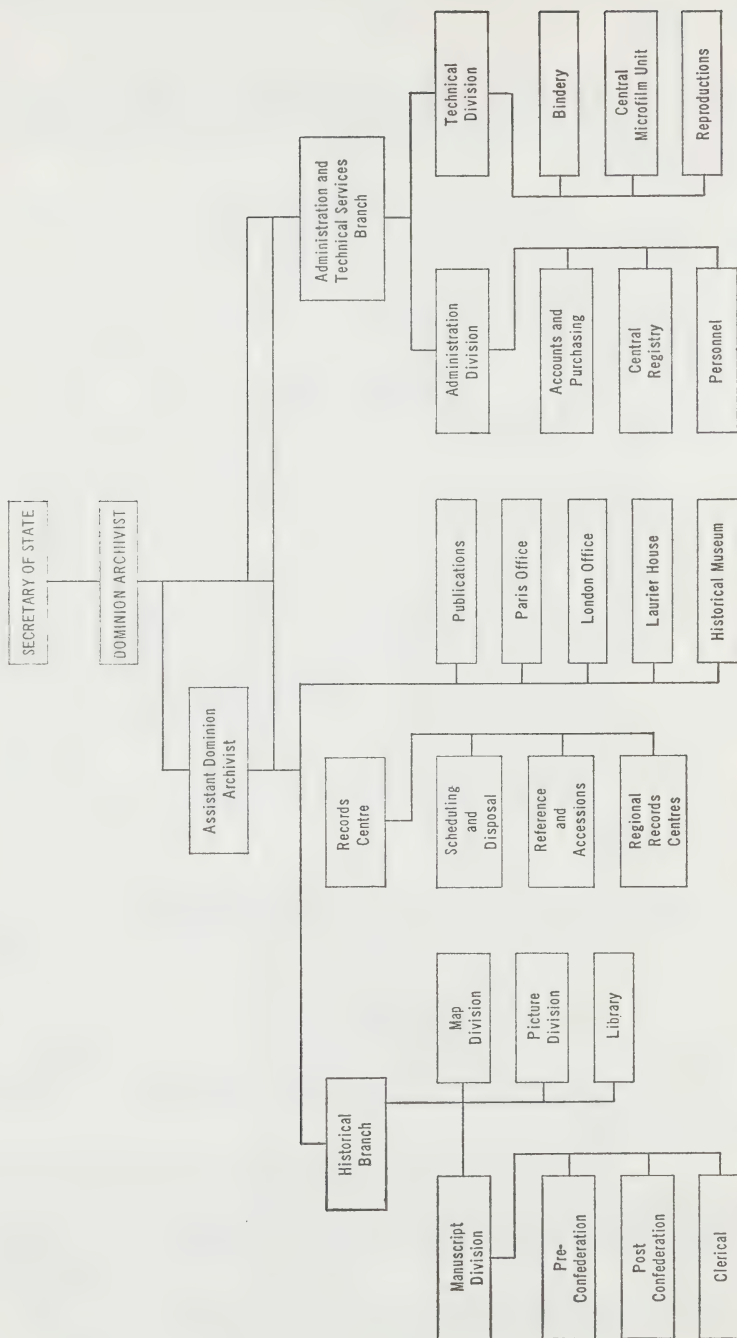 SECRETARY OF STATE
DOMINION ARCHIVIST
Assistant Dominion
Archivist
Administration and
Technical Services
Branch
Historical
Branch
Records
Centre
Manuscript
Division
Pre-
Confederation
Post
Confederation
Clerical
Map
Division
Picture
Division
Library
Scheduling
and
Disposal
Reference
and
Accessions
Regional
Records
Centres
Publications
Paris Office
London Office
Laurier House
Historical Museum
Administration
Division
Accounts and
Purchasing
Central
Registry
Personnel
Technical
Division
Bindery
Central
Microfilm Unit
Reproductions